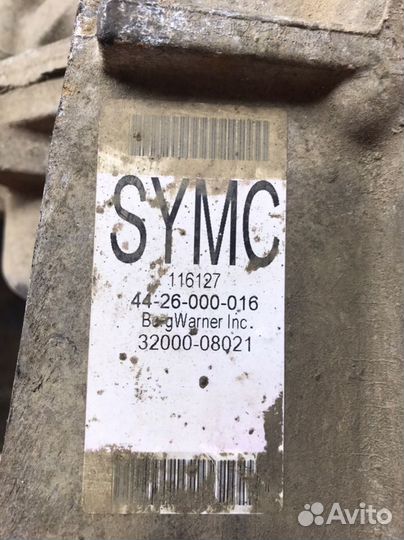 SYMC
116127
44-26-000-016
BorgWarner Inc.
32000-08021
Avito